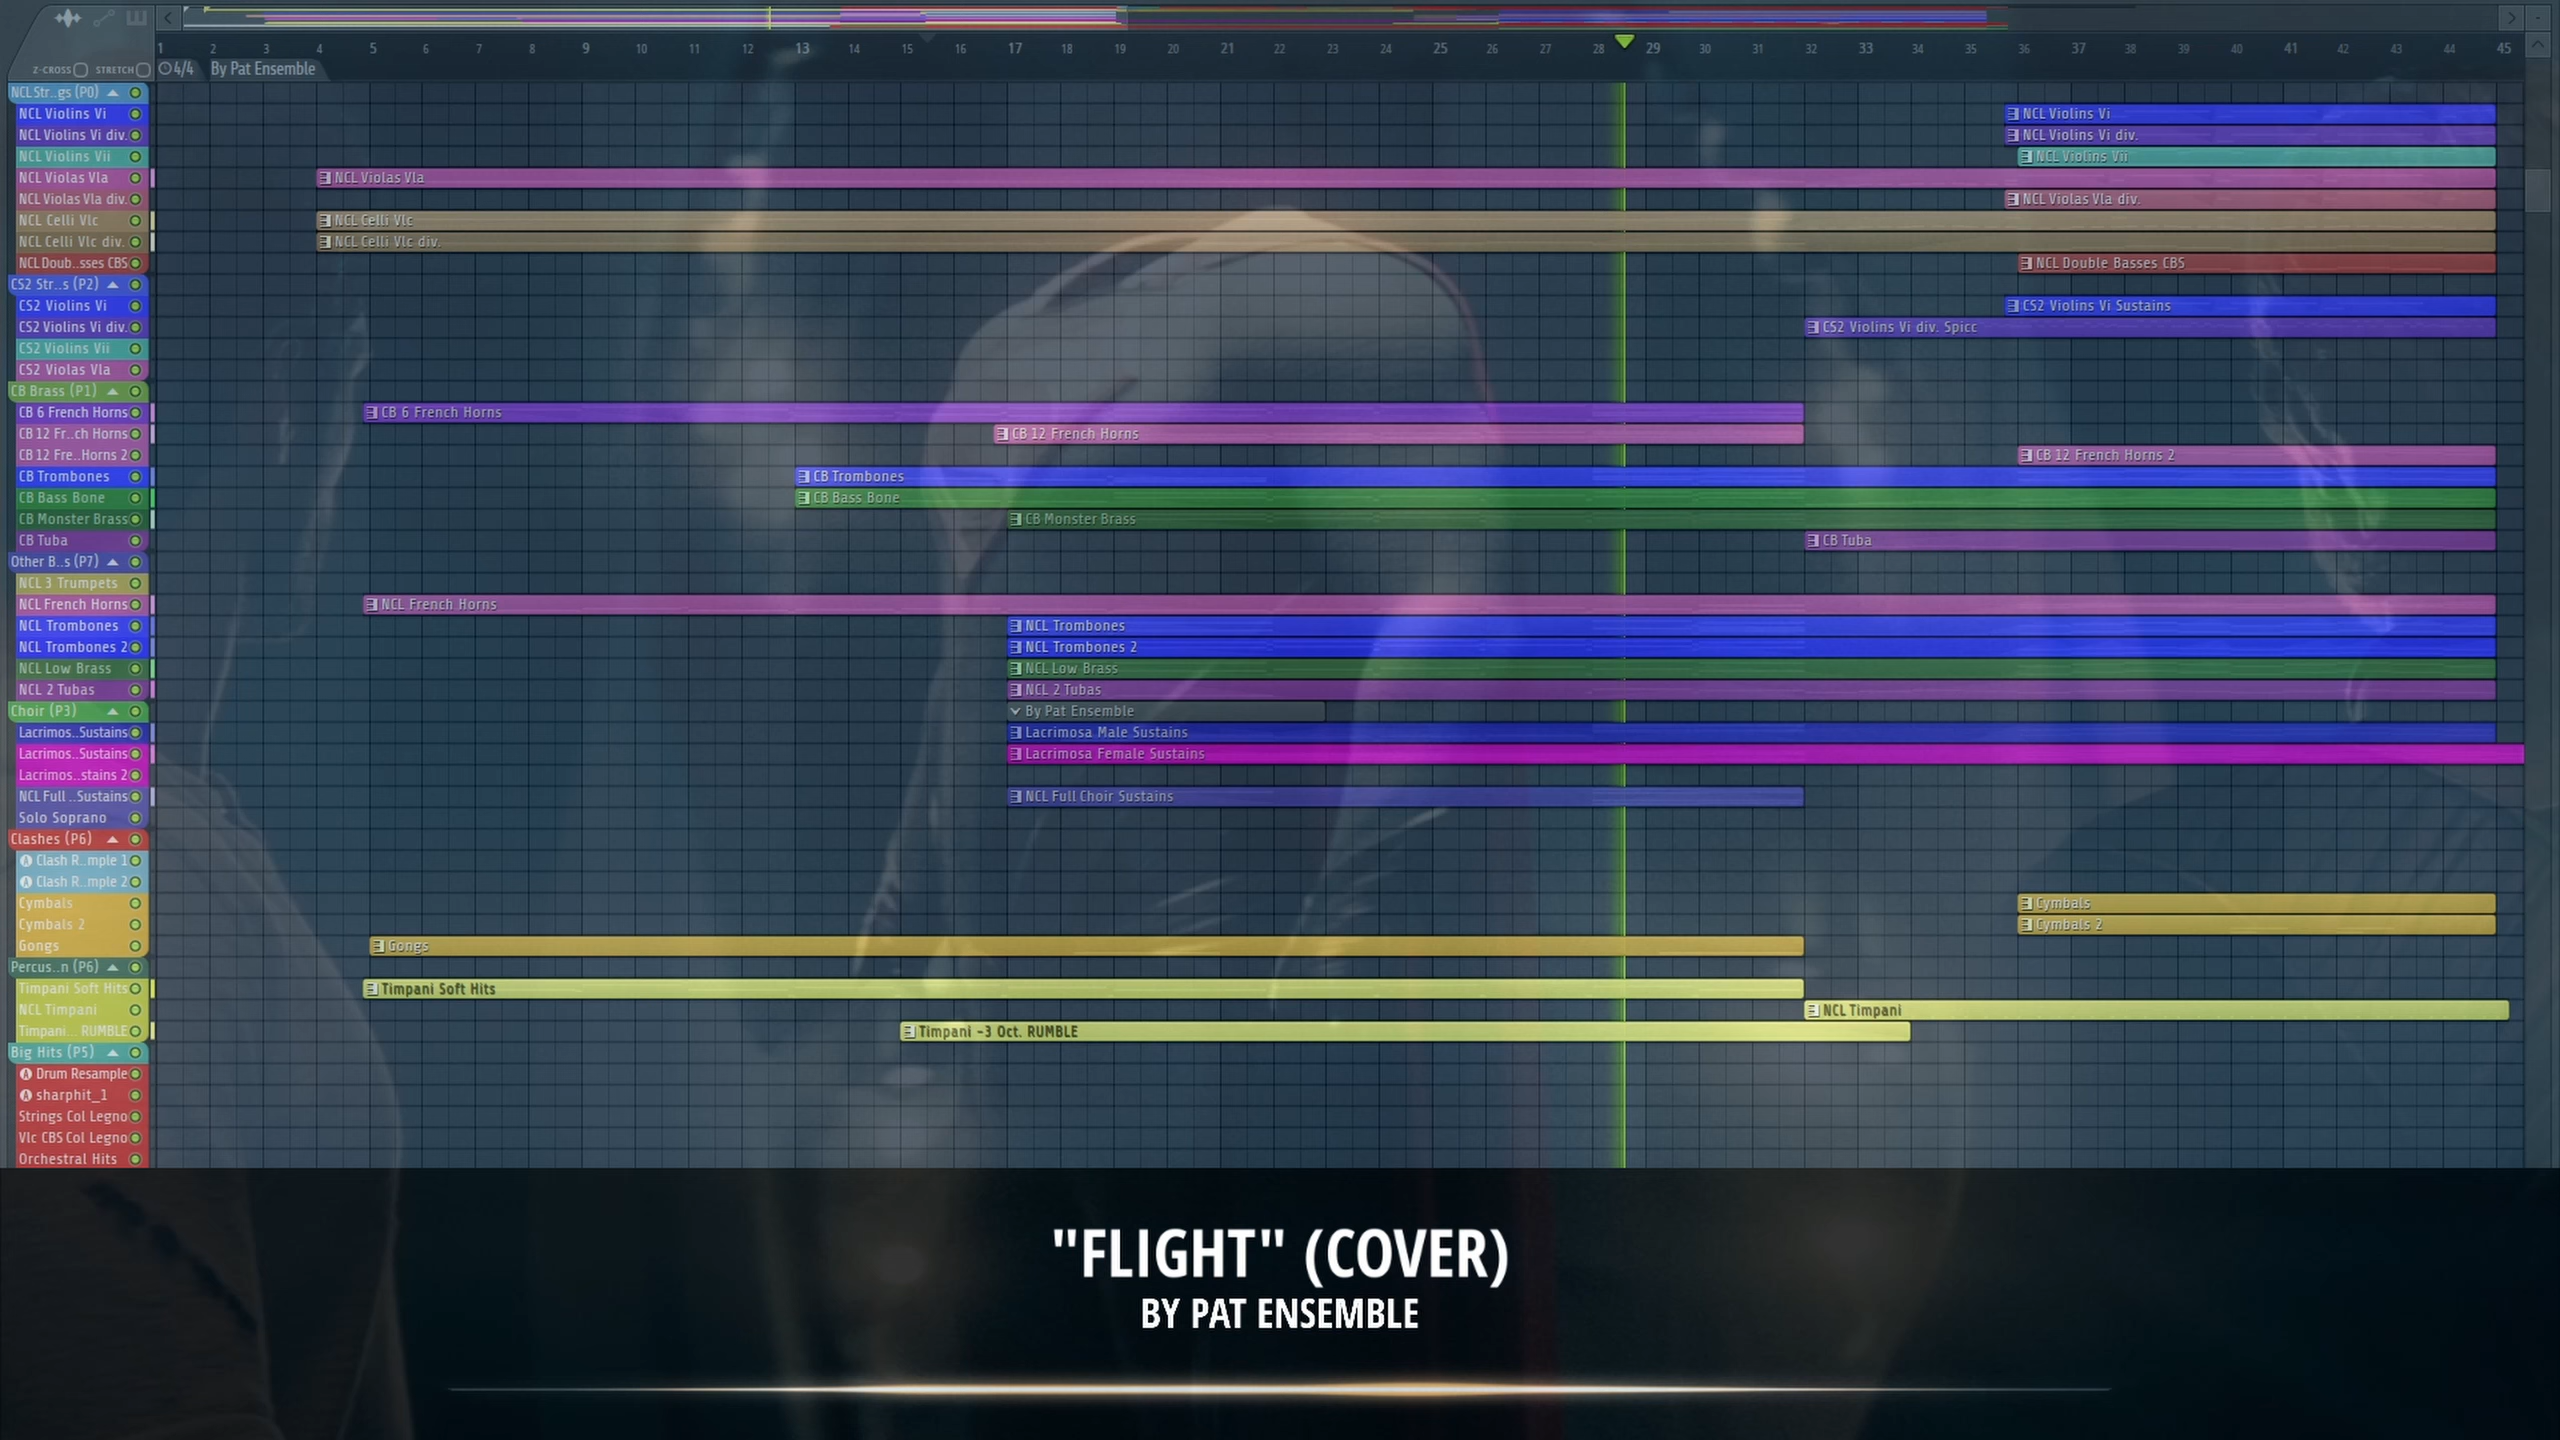 1 2 3 4 5 6 7 8 9 10 11 12 13 14 15 16 17 18 19 20 21 22 23 24 25 26 27 28 29 30 31 32 33 34 35 36 37 38 39 40 41 42 43 44 45
Z-CROSS STRETCH 4/4 By Pat Ensemble
NCL Str..gs (P0)
NCL Violins Vi NCL Violins Vi
NCL Violins Vi div. NCL Violins Vi div.
NCL Violins Vii NCL Violins Vii
NCL Violas Vla NCL Violas Vla
NCL Violas Vla div. NCL Violas Vla div.
NCL Celli Vlc NCL Celli Vlc
NCL Celli Vlc div. NCL Celli Vlc div.
NCL Doub..sses CBS NCL Double Basses CBS
CS2 Str..s (P2)
CS2 Violins Vi CS2 Violins Vi Sustains
CS2 Violins Vi div. CS2 Violins Vi div. Spicc
CS2 Violins Vii
CS2 Violas Vla
CB Brass (P1)
CB 6 French Horns CB 6 French Horns
CB 12 Fr..ch Horns CB 12 French Horns
CB 12 Fre..Horns 2 CB 12 French Horns 2
CB Trombones CB Trombones
CB Bass Bone CB Bass Bone
CB Monster Brass CB Monster Brass
CB Tuba CB Tuba
Other B..s (P7)
NCL 3 Trumpets
NCL French Horns NCL French Horns
NCL Trombones NCL Trombones
NCL Trombones 2 NCL Trombones 2
NCL Low Brass NCL Low Brass
NCL 2 Tubas NCL 2 Tubas
Choir (P3) By Pat Ensemble
Lacrimos..Sustains Lacrimosa Male Sustains
Lacrimos..Sustains Lacrimosa Female Sustains
Lacrimos..stains 2
NCL Full ..Sustains NCL Full Choir Sustains
Solo Soprano
Clashes (P6)
A Clash R..mple 1
A Clash R..mple 2
Cymbals Cymbals
Cymbals 2 Cymbals 2
Gongs Gongs
Percus..n (P6)
Timpani Soft Hits Timpani Soft Hits
NCL Timpani NCL Timpani
Timpani... RUMBLE Timpani -3 Oct. RUMBLE
Big Hits (P5)
A Drum Resample
A sharphit_1
Strings Col Legno
Vlc CBS Col Legno
Orchestral Hits
"FLIGHT" (COVER)
BY PAT ENSEMBLE